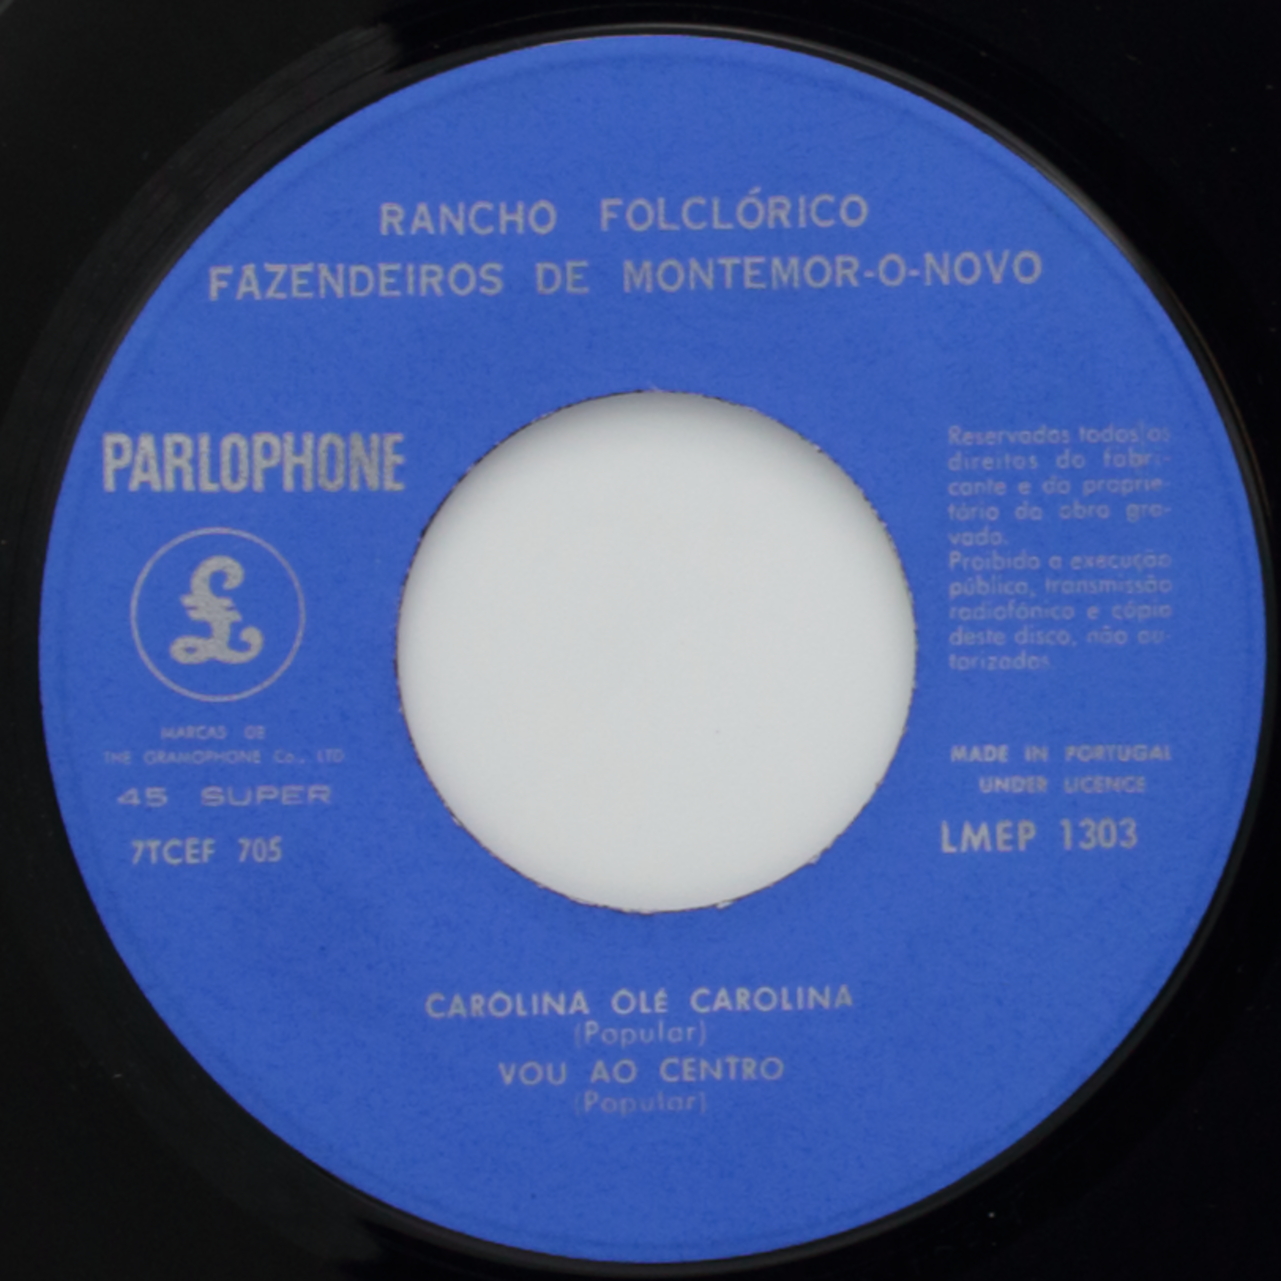 RANCHO FOLCLÓRICO
FAZENDEIROS DE MONTEMOR-O-NOVO
PARLOPHONE
£
MARCAS DE
THE GRAMOPHONE Co., LTD
45 SUPER
7TCEF 705
Reservados todos os
direitos do fabri-
cante e do proprie-
tário da obra gra-
vada.
Proibida a execução
pública, transmissão
radiofónica e cópia
deste disco, não au-
torizadas.
MADE IN PORTUGAL
UNDER LICENCE
LMEP 1303
CAROLINA OLÉ CAROLINA
(Popular)
VOU AO CENTRO
(Popular)